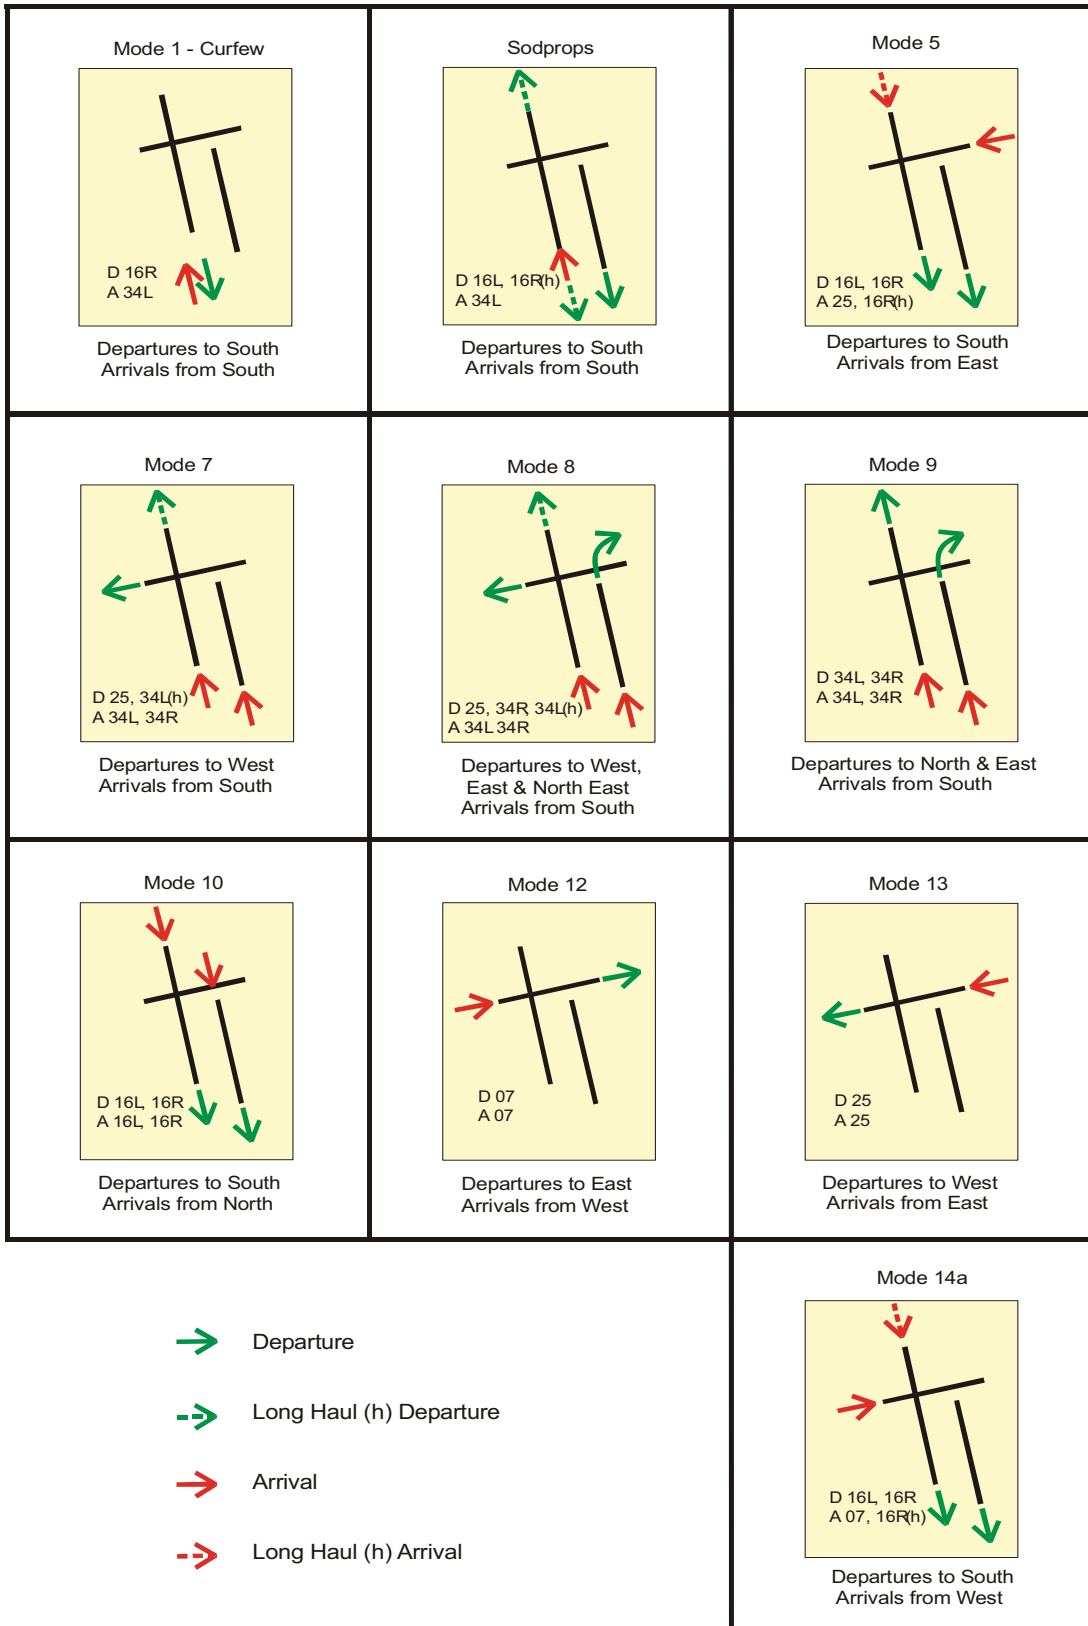 Mode 1 - Curfew
D 16R
A 34L
Departures to South
Arrivals from South
Sodprops
D 16L, 16R(h)
A 34L
Departures to South
Arrivals from South
Mode 5
D 16L, 16R
A 25, 16R(h)
Departures to South
Arrivals from East
Mode 7
D 25, 34L(h)
A 34L, 34R
Departures to West
Arrivals from South
Mode 8
D 25, 34R, 34L(h)
A 34L 34R
Departures to West,
East & North East
Arrivals from South
Mode 9
D 34L, 34R
A 34L, 34R
Departures to North & East
Arrivals from South
Mode 10
D 16L, 16R
A 16L, 16R
Departures to South
Arrivals from North
Mode 12
D 07
A 07
Departures to East
Arrivals from West
Mode 13
D 25
A 25
Departures to West
Arrivals from East
Departure
Long Haul (h) Departure
Arrival
Long Haul (h) Arrival
Mode 14a
D 16L, 16R
A 07, 16R(h)
Departures to South
Arrivals from West